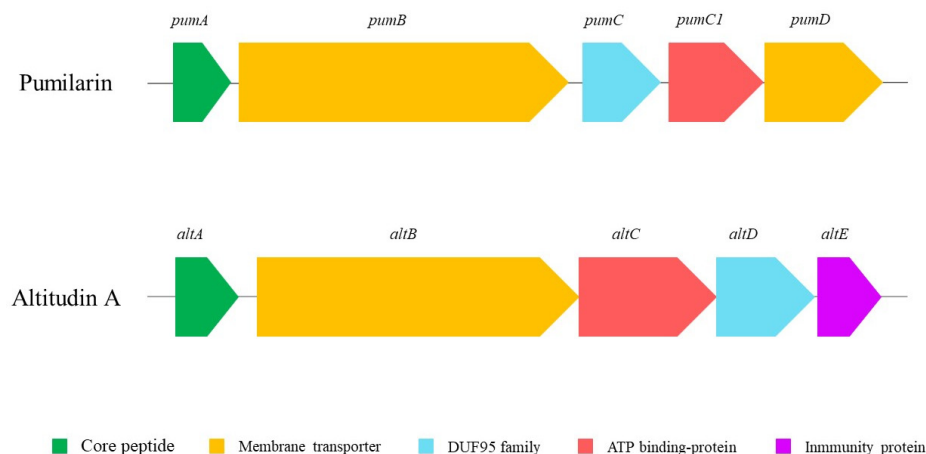 pumA pumB pumC pumC1 pumD
Pumilarin
altA altB altC altD altE
Altitudin A
Core peptide Membrane transporter DUF95 family ATP binding-protein Inmmunity protein